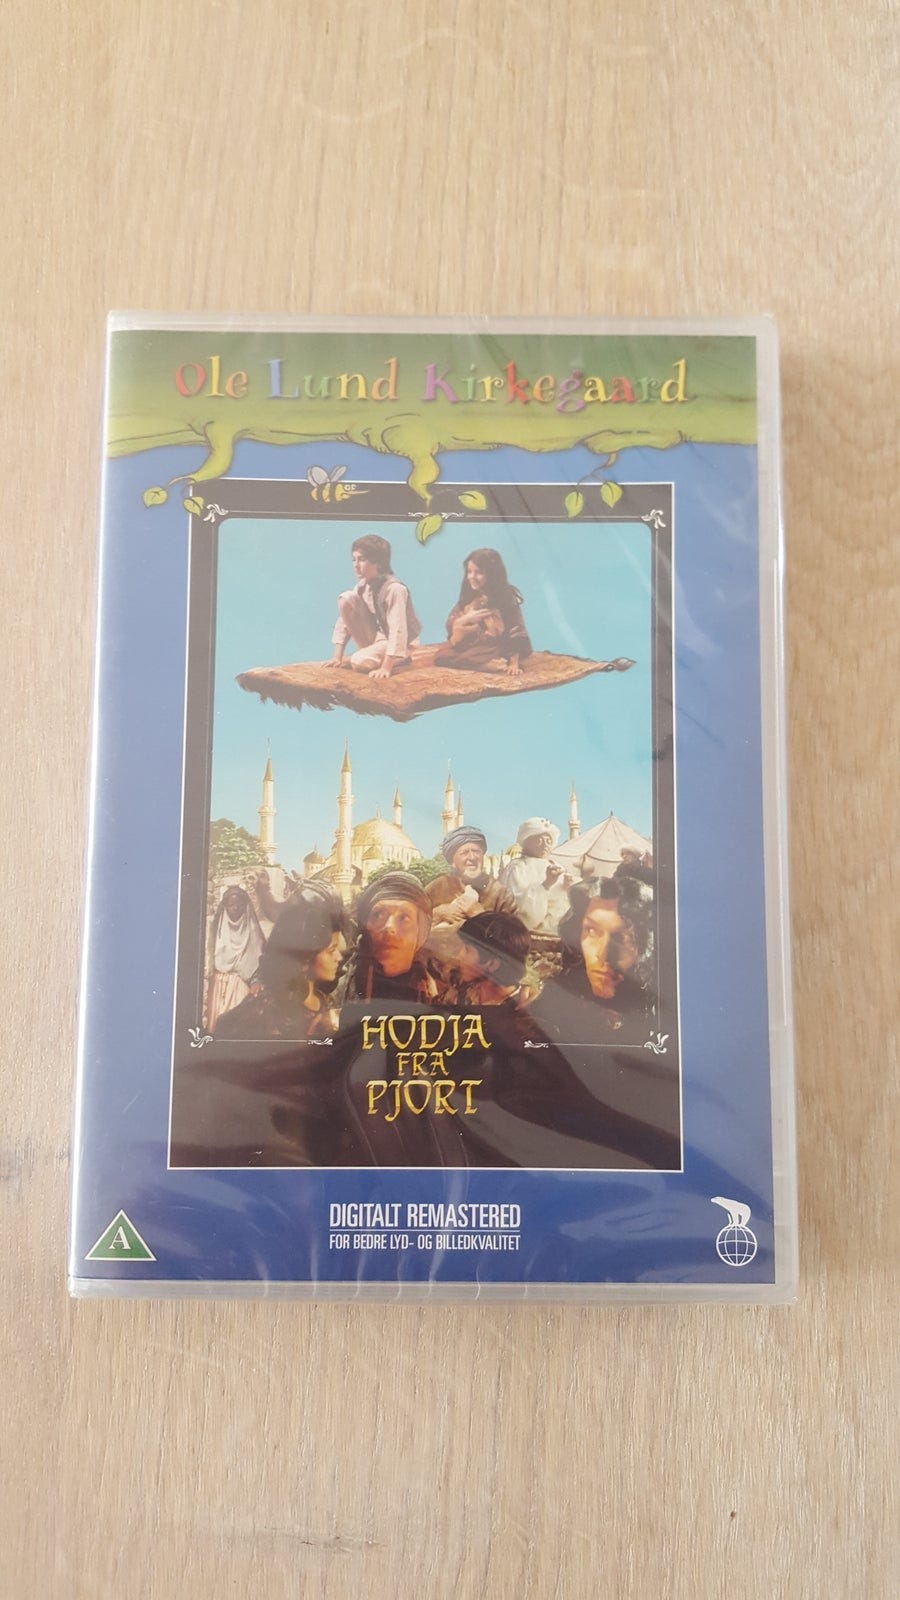 Ole Lund Kirkegaard
HODJA
FRA
PJORT
DIGITALT REMASTERED
FOR BEDRE LYD- OG BILLEDKVALITET
A